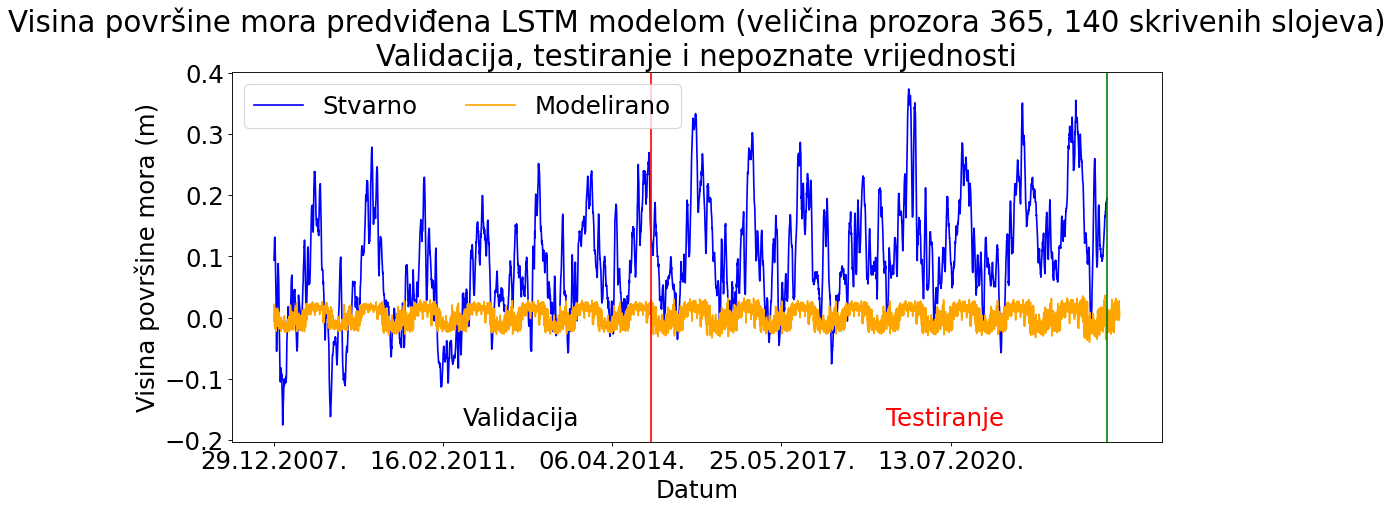 Visina površine mora predviđena LSTM modelom (veličina prozora 365, 140 skrivenih slojeva)
Validacija, testiranje i nepoznate vrijednosti
Stvarno
Modelirano
Visina površine mora (m)
0.4
0.3
0.2
0.1
0.0
−0.1
−0.2
Validacija
Testiranje
29.12.2007.
16.02.2011.
06.04.2014.
25.05.2017.
13.07.2020.
Datum